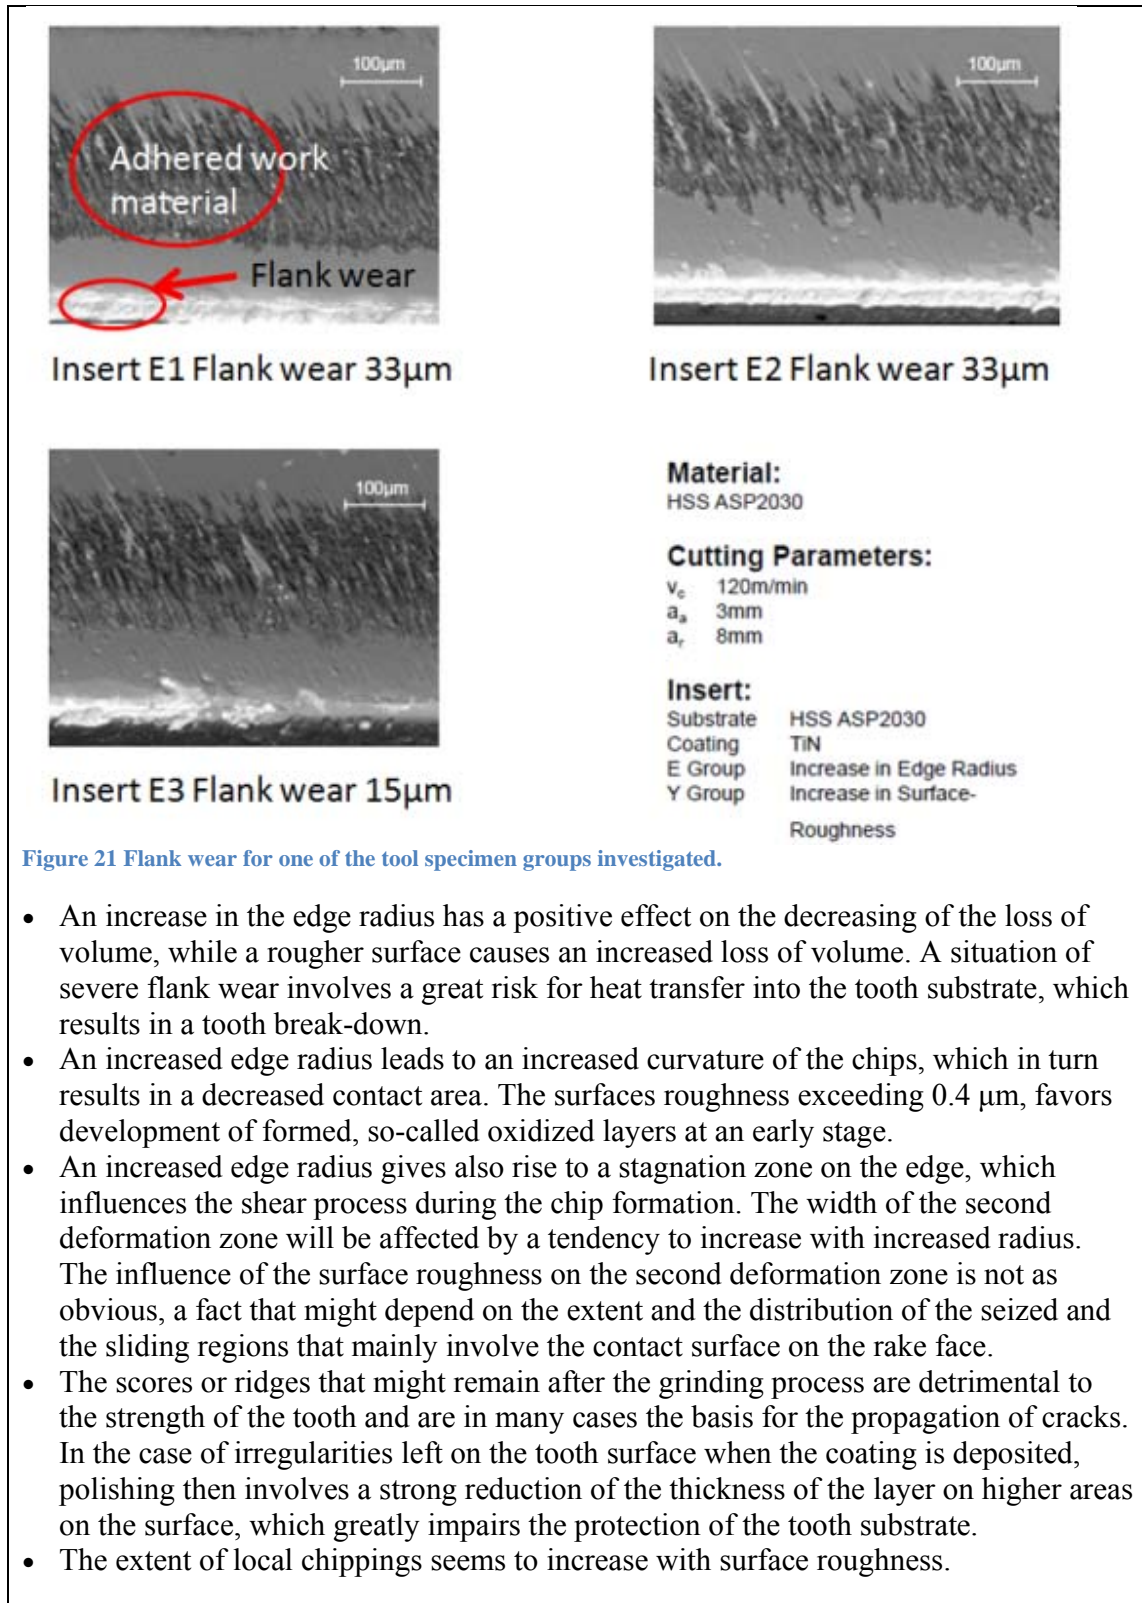 100µm
Adhered work
material
Flank wear
Insert E1 Flank wear 33µm
100µm
Insert E2 Flank wear 33µm
100µm
Insert E3 Flank wear 15µm
Material:
HSS ASP2030
Cutting Parameters:
vc 120m/min
aa 3mm
ar 8mm
Insert:
Substrate HSS ASP2030
Coating TiN
E Group Increase in Edge Radius
Y Group Increase in Surface-
Roughness
Figure 21 Flank wear for one of the tool specimen groups investigated.
• An increase in the edge radius has a positive effect on the decreasing of the loss of
volume, while a rougher surface causes an increased loss of volume. A situation of
severe flank wear involves a great risk for heat transfer into the tooth substrate, which
results in a tooth break-down.
• An increased edge radius leads to an increased curvature of the chips, which in turn
results in a decreased contact area. The surfaces roughness exceeding 0.4 µm, favors
development of formed, so-called oxidized layers at an early stage.
• An increased edge radius gives also rise to a stagnation zone on the edge, which
influences the shear process during the chip formation. The width of the second
deformation zone will be affected by a tendency to increase with increased radius.
The influence of the surface roughness on the second deformation zone is not as
obvious, a fact that might depend on the extent and the distribution of the seized and
the sliding regions that mainly involve the contact surface on the rake face.
• The scores or ridges that might remain after the grinding process are detrimental to
the strength of the tooth and are in many cases the basis for the propagation of cracks.
In the case of irregularities left on the tooth surface when the coating is deposited,
polishing then involves a strong reduction of the thickness of the layer on higher areas
on the surface, which greatly impairs the protection of the tooth substrate.
• The extent of local chippings seems to increase with surface roughness.